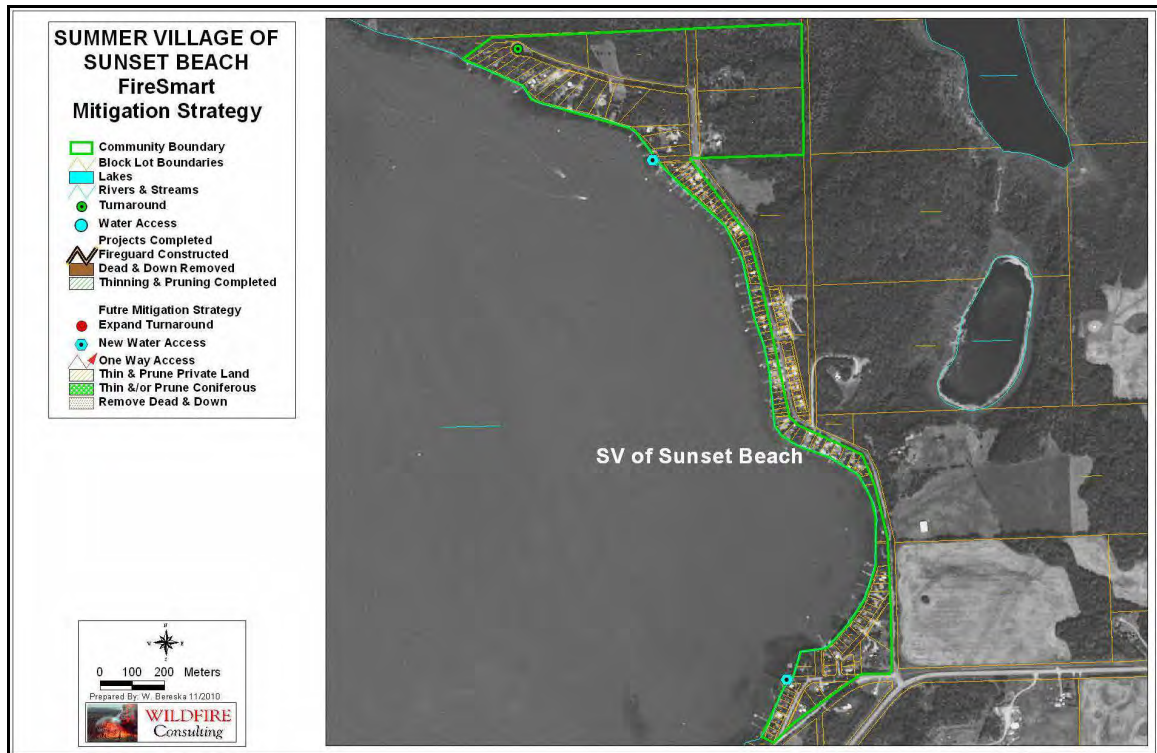 SUMMER VILLAGE OF
SUNSET BEACH
FireSmart
Mitigation Strategy
Community Boundary
Block Lot Boundaries
Lakes
Rivers & Streams
Turnaround
Water Access
Projects Completed
Fireguard Constructed
Dead & Down Removed
Thinning & Pruning Completed
Futre Mitigation Strategy
Expand Turnaround
New Water Access
One Way Access
Thin & Prune Private Land
Thin &/or Prune Coniferous
Remove Dead & Down
SV of Sunset Beach
N
W E
S
0 100 200 Meters
Prepared By: W. Bereska 11/2010
WILDFIRE
Consulting